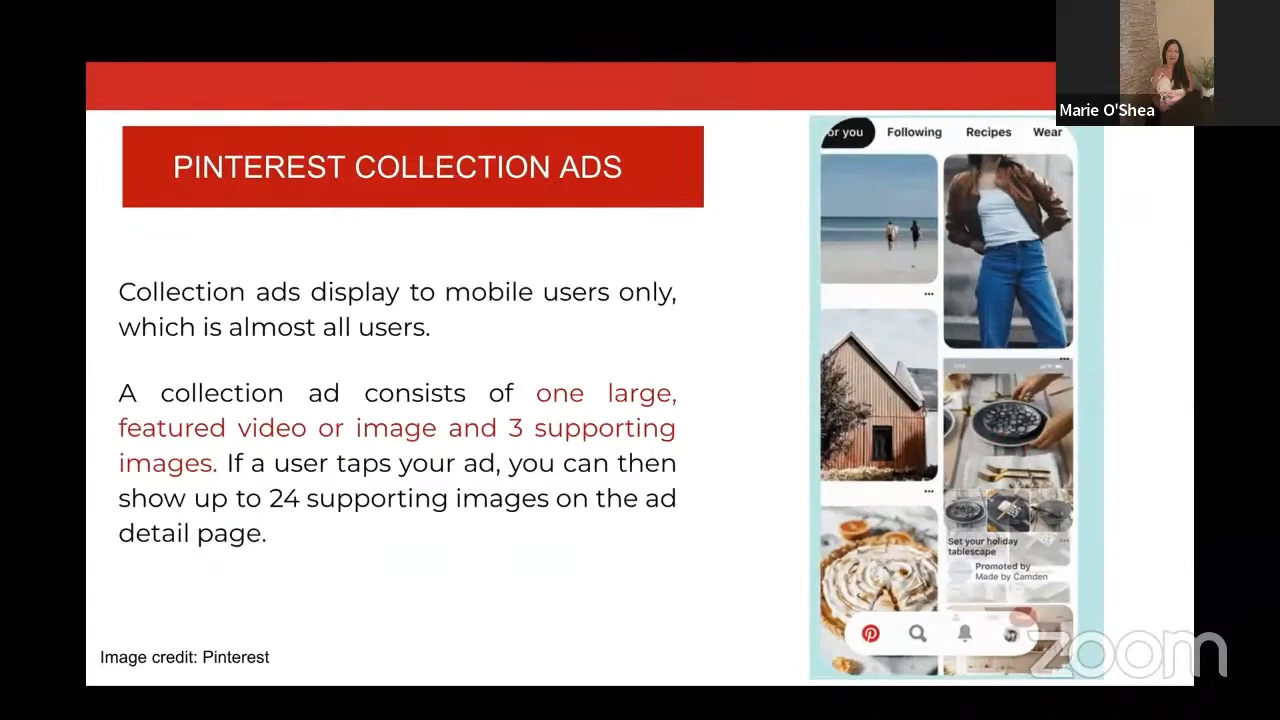 Marie O'Shea
PINTEREST COLLECTION ADS
Collection ads display to mobile users only,
which is almost all users.
A collection ad consists of one large,
featured video or image and 3 supporting
images. If a user taps your ad, you can then
show up to 24 supporting images on the ad
detail page.
Image credit: Pinterest
or you Following Recipes Wear
Set your holiday
tablescape
Promoted by
Made by Camden
zoom